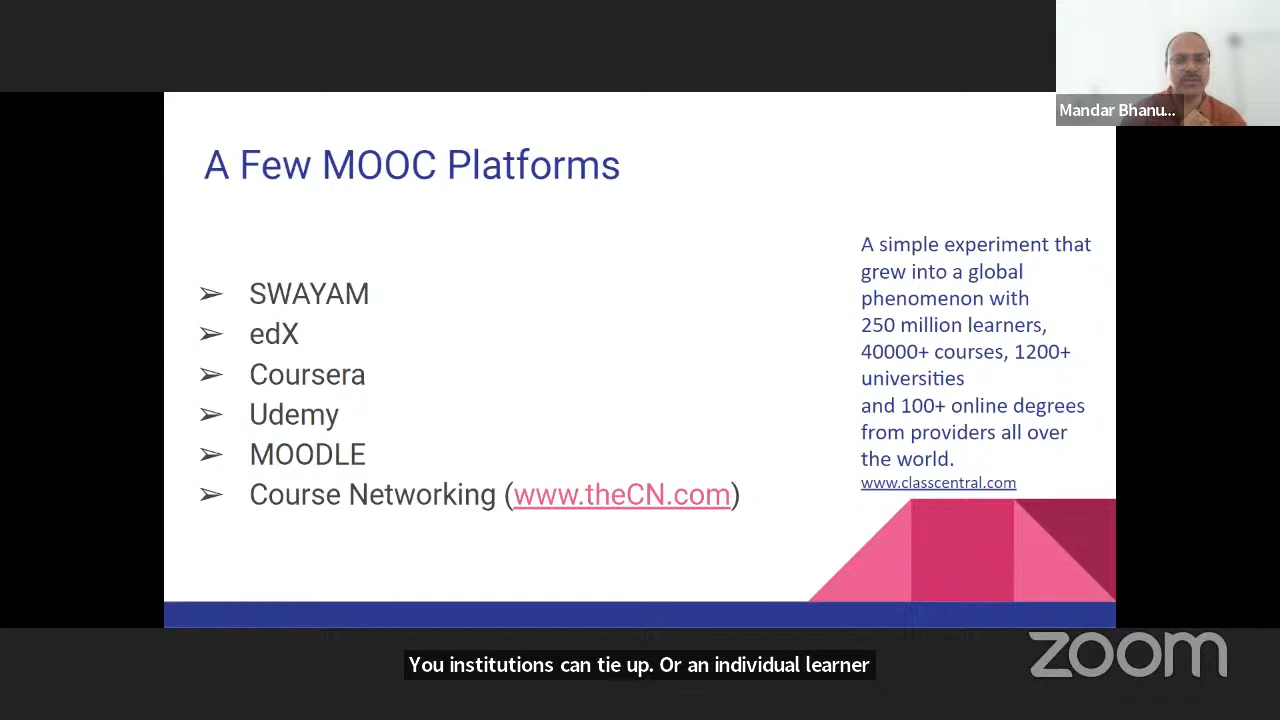 Mandar Bhanu...
A Few MOOC Platforms
➢ SWAYAM
➢ edX
➢ Coursera
➢ Udemy
➢ MOODLE
➢ Course Networking (www.theCN.com)
A simple experiment that
grew into a global
phenomenon with
250 million learners,
40000+ courses, 1200+
universities
and 100+ online degrees
from providers all over
the world.
www.classcentral.com
You institutions can tie up. Or an individual learner
zoom